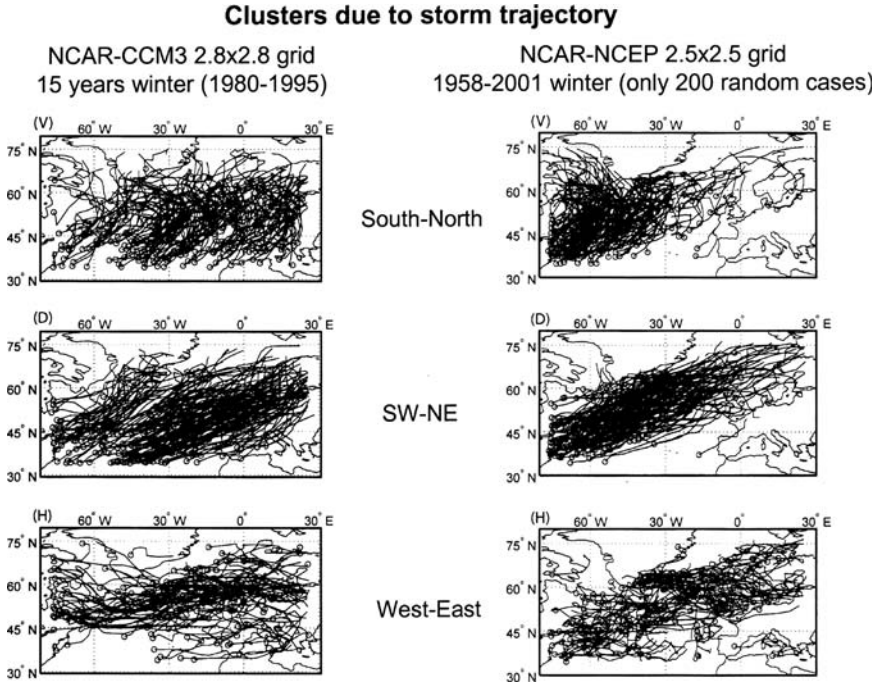 Clusters due to storm trajectory
NCAR-CCM3 2.8x2.8 grid
15 years winter (1980-1995)
NCAR-NCEP 2.5x2.5 grid
1958-2001 winter (only 200 random cases)
(V) 60° W 30° W 0° 30° E
75° N
60° N
45° N
30° N
South-North
(V) 60° W 30° W 0° 30° E
75° N
60° N
45° N
30° N
(D) 60° W 30° W 0° 30° E
75° N
60° N
45° N
30° N
SW-NE
(D) 60° W 30° W 0° 30° E
75° N
60° N
45° N
30° N
(H) 60° W 30° W 0° 30° E
75° N
60° N
45° N
30° N
West-East
(H) 60° W 30° W 0° 30° E
75° N
60° N
45° N
30° N